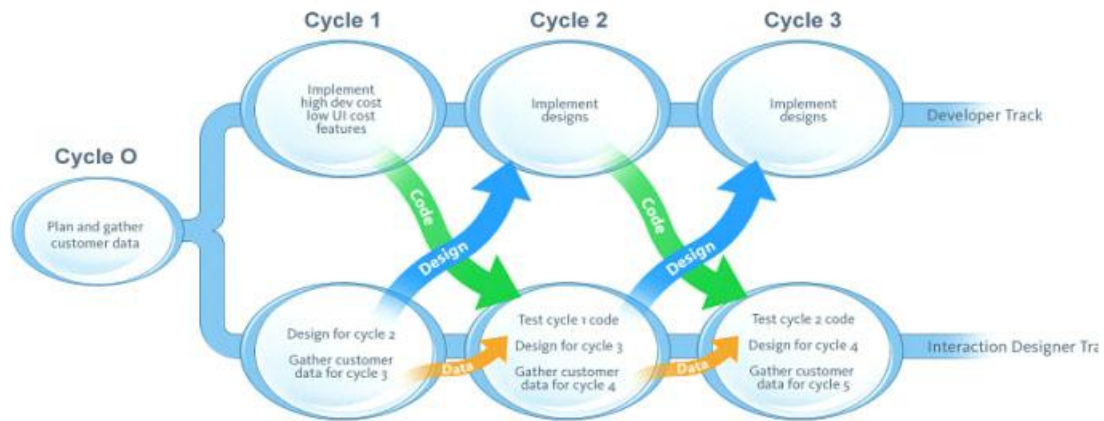 Cycle 1
Cycle 2
Cycle 3
Implement
high dev cost
low UI cost
features
Implement
designs
Implement
designs
Developer Track
Cycle O
Plan and gather
customer data
Code
Design
Code
Design
Design for cycle 2
Gather customer
data for cycle 3
Data
Test cycle 1 code
Design for cycle 3
Gather customer
data for cycle 4
Data
Test cycle 2 code
Design for cycle 4
Gather customer
data for cycle 5
Interaction Designer Tra